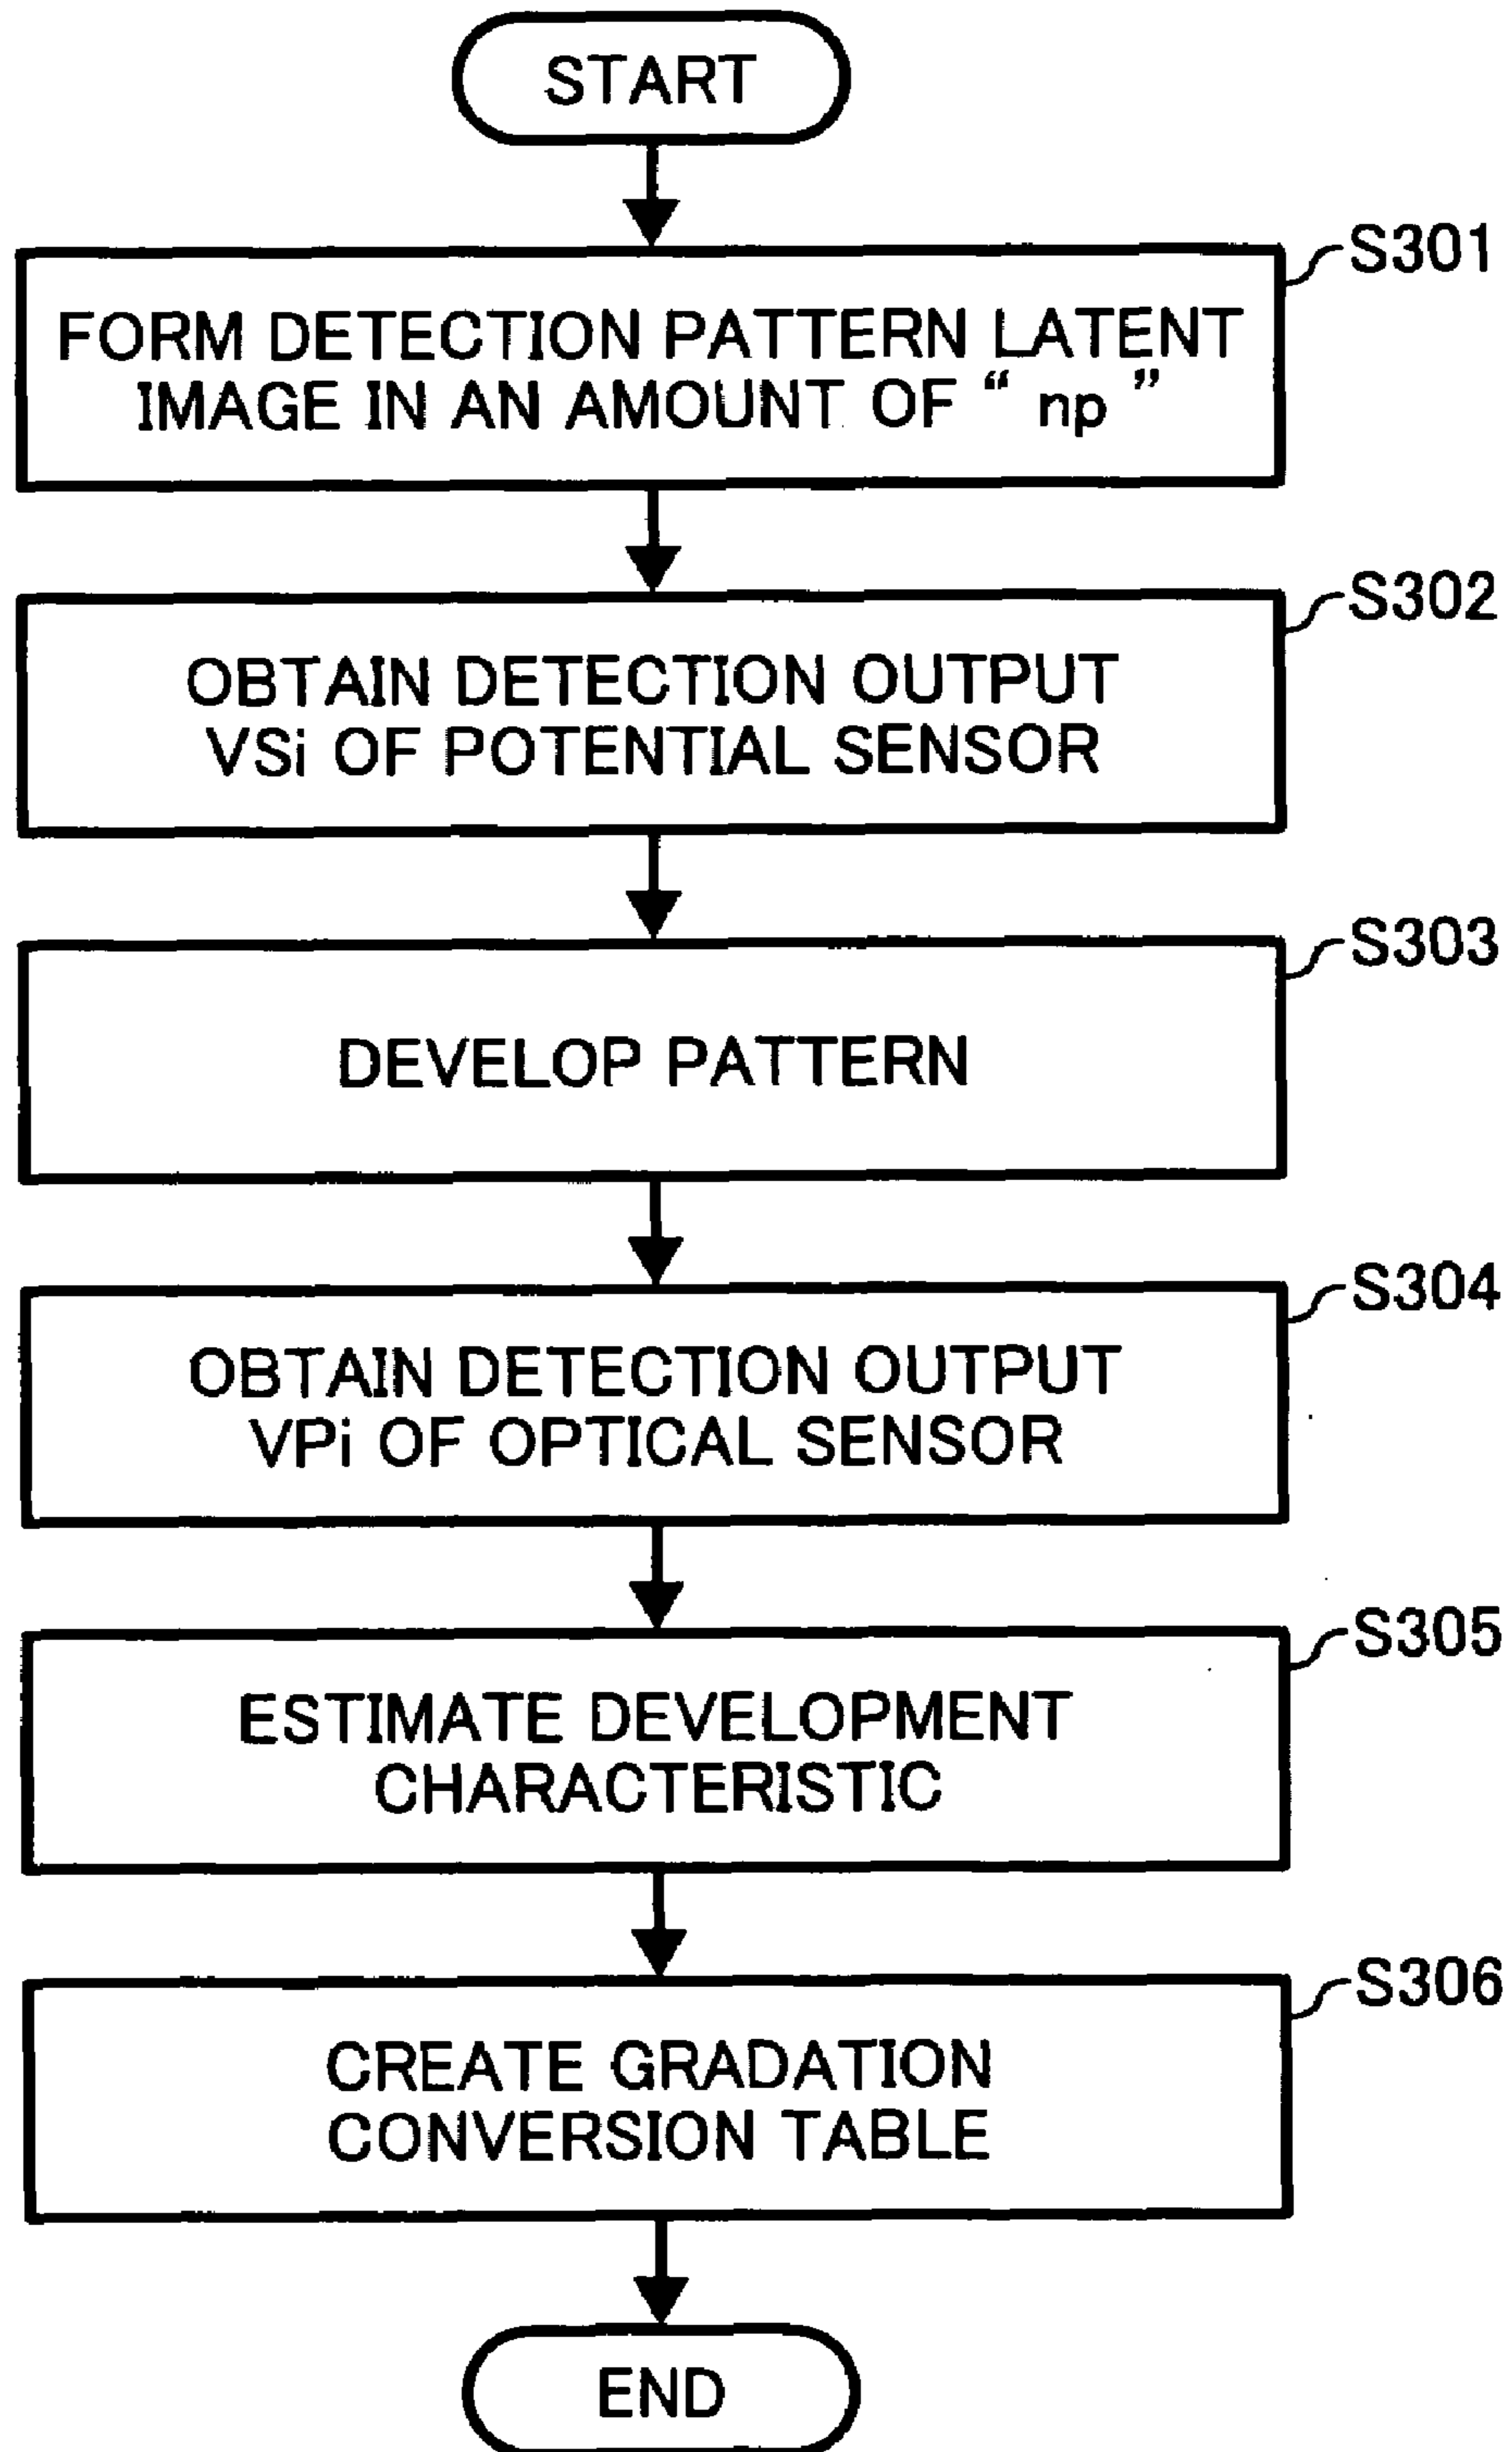 START
S301
FORM DETECTION PATTERN LATENT
IMAGE IN AN AMOUNT OF “ np ”
S302
OBTAIN DETECTION OUTPUT
VSi OF POTENTIAL SENSOR
S303
DEVELOP PATTERN
S304
OBTAIN DETECTION OUTPUT
VPi OF OPTICAL SENSOR
S305
ESTIMATE DEVELOPMENT
CHARACTERISTIC
S306
CREATE GRADATION
CONVERSION TABLE
END